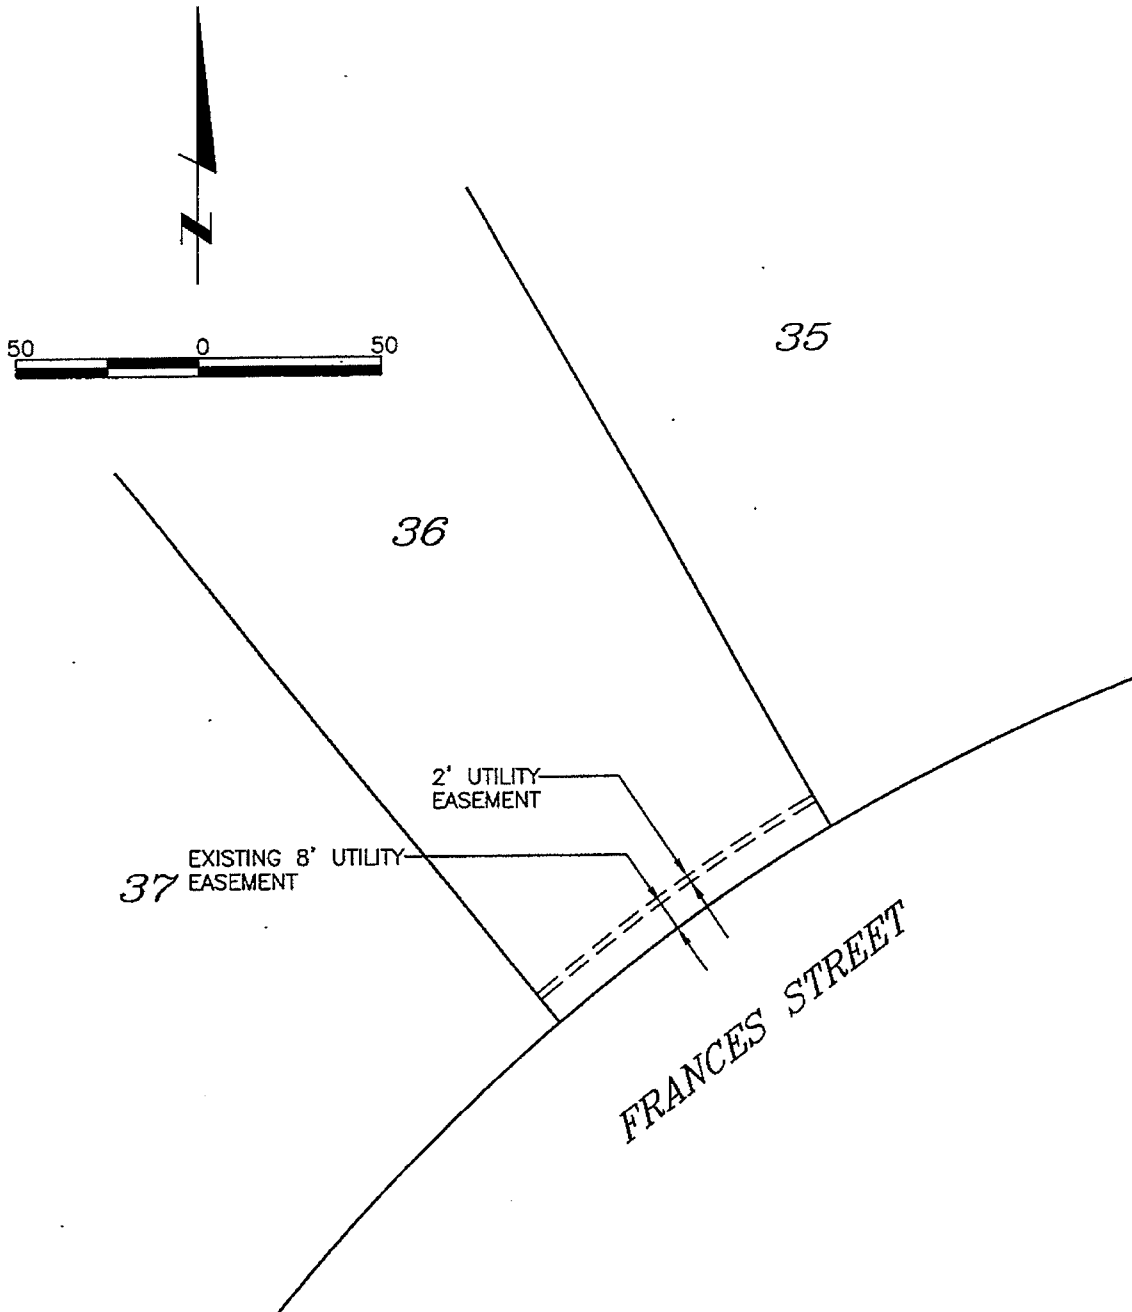 N
50 0 50
35
36
2' UTILITY
EASEMENT
EXISTING 8' UTILITY
EASEMENT
37
FRANCES STREET